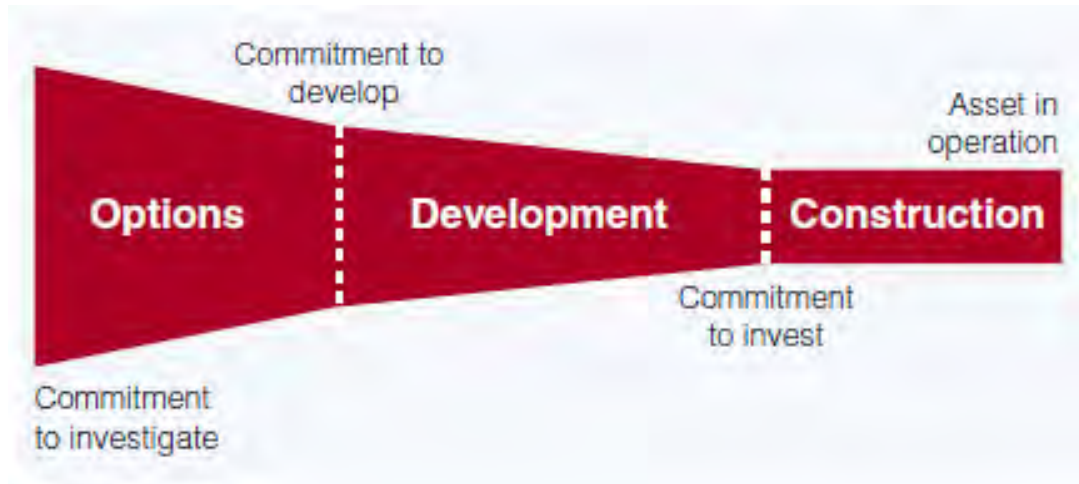 Commitment to
develop
Asset in
operation
Options
Development
Construction
Commitment
to invest
Commitment
to investigate